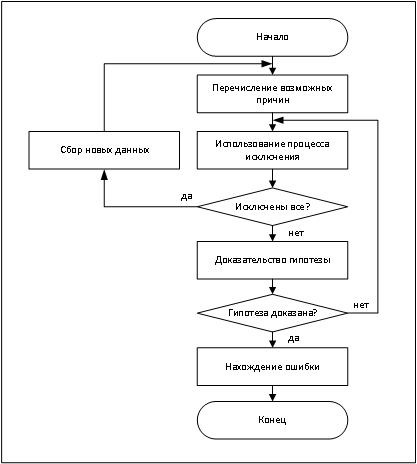 Начало
Перечисление возможных
причин
Сбор новых данных
Использование процесса
исключения
да
Исключены все?
нет
Доказательство гипотезы
Гипотеза доказана?
нет
да
Нахождение ошибки
Конец